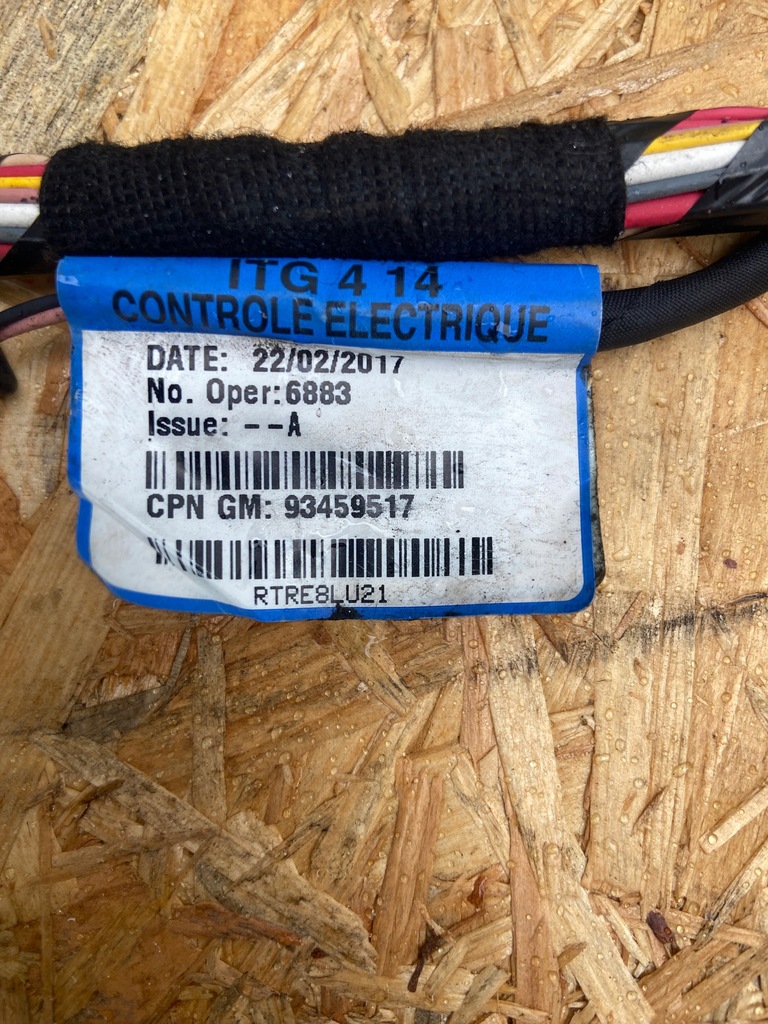 ITG 4 14
CONTROLE ELECTRIQUE
DATE: 22/02/2017
No. Oper:6883
Issue: --A
CPN GM: 93459517
RTRE8LU21